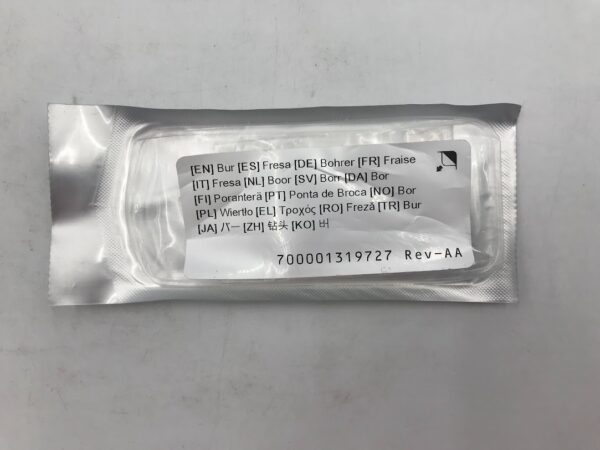 [EN] Bur [ES] Fresa [DE] Bohrer [FR] Fraise
[IT] Fresa [NL] Boor [SV] Borr [DA] Bor
[FI] Poranterä [PT] Ponta de Broca [NO] Bor
[PL] Wiertło [EL] Τροχός [RO] Freză [TR] Bur
[JA] バー [ZH] 钻头 [KO] 버
700001319727 Rev-AA